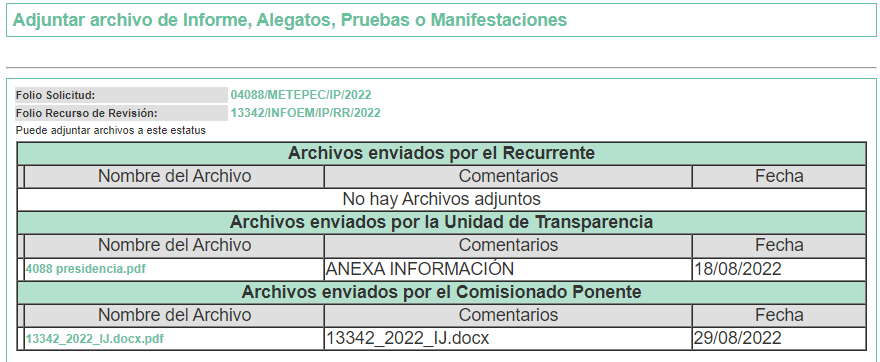 Adjuntar archivo de Informe, Alegatos, Pruebas o Manifestaciones
Folio Solicitud: 04088/METEPEC/IP/2022
Folio Recurso de Revisión: 13342/INFOEM/IP/RR/2022
Puede adjuntar archivos a este estatus
Archivos enviados por el Recurrente
Nombre del Archivo Comentarios Fecha
No hay Archivos adjuntos
Archivos enviados por la Unidad de Transparencia
Nombre del Archivo Comentarios Fecha
4088 presidencia.pdf ANEXA INFORMACIÓN 18/08/2022
Archivos enviados por el Comisionado Ponente
Nombre del Archivo Comentarios Fecha
13342_2022_IJ.docx.pdf 13342_2022_IJ.docx 29/08/2022